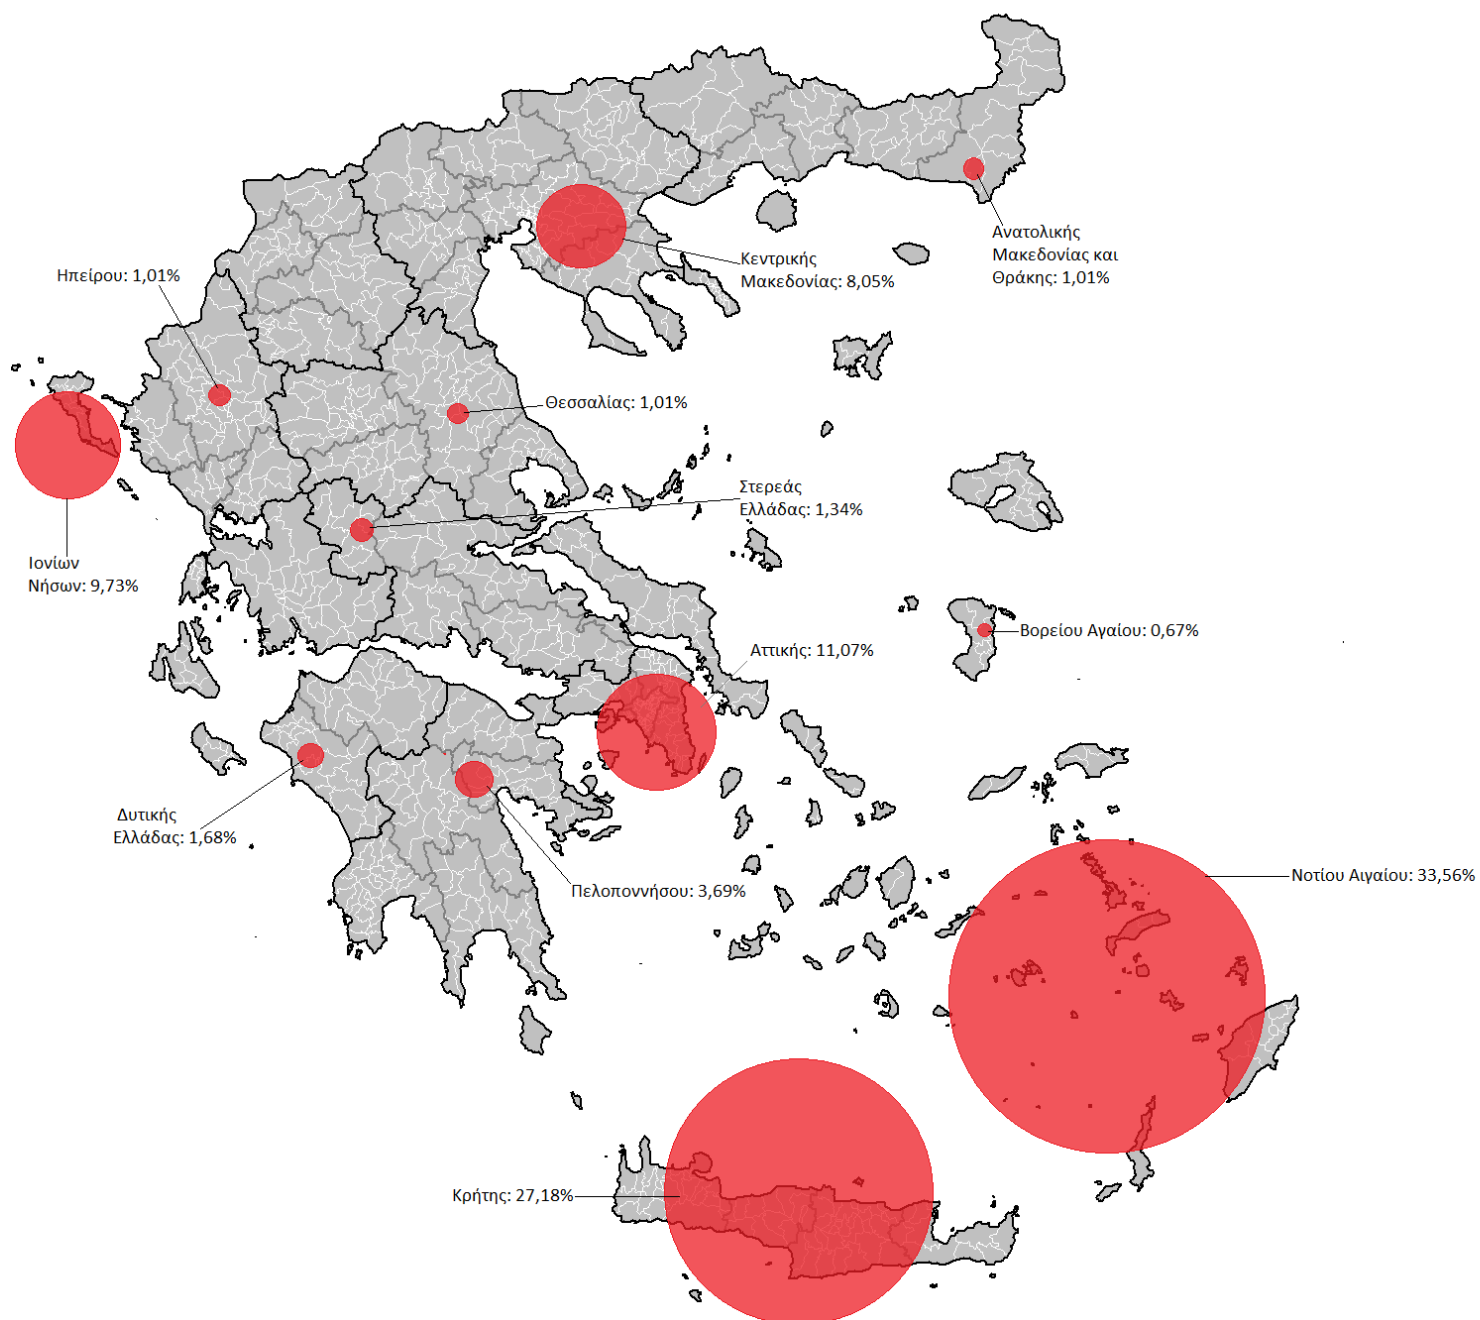 Ανατολικής
Μακεδονίας και
Θράκης: 1,01%
Κεντρικής
Μακεδονίας: 8,05%
Ηπείρου: 1,01%
Θεσσαλίας: 1,01%
Στερεάς
Ελλάδας: 1,34%
Ιονίων
Νήσων: 9,73%
Βορείου Αγαίου: 0,67%
Αττικής: 11,07%
Δυτικής
Ελλάδας: 1,68%
Πελοποννήσου: 3,69%
Νοτίου Αιγαίου: 33,56%
Κρήτης: 27,18%